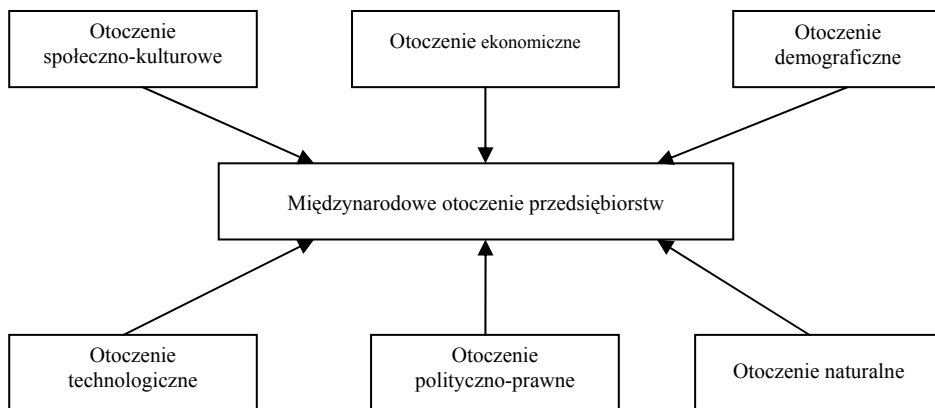 Otoczenie
społeczno-kulturowe
Otoczenie ekonomiczne
Otoczenie
demograficzne
Międzynarodowe otoczenie przedsiębiorstw
Otoczenie
technologiczne
Otoczenie
polityczno-prawne
Otoczenie naturalne